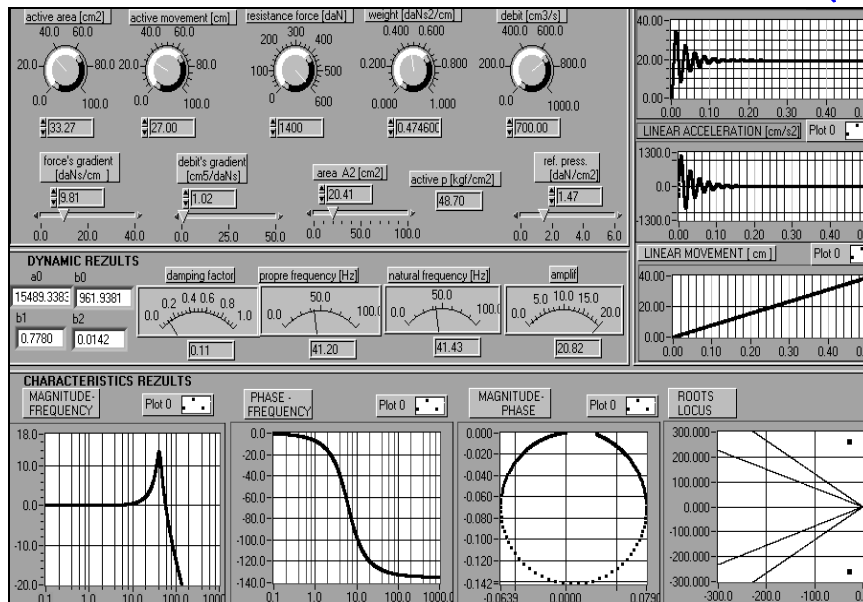 active area [cm2] active movement [cm] resistance force [daN] weight [daNs2/cm] debit [cm3/s]
40.0 60.0 40.0 60.0 200 300 400 0.400 0.600 400.0 600.0
20.0 80.0 20.0 80.0 100 500 0.200 0.800 200.0 800.0
0.0 100.0 0.0 100.0 0 600 0.000 1.000 0.0 1000.0
33.27 27.00 1400 0.474600 700.00
force's gradient [daNs/cm ] debit's gradient [cm5/daNs] area A2 [cm2] active p [kgf/cm2] ref. press. [daN/cm2]
9.81 1.02 20.41 48.70 1.47
0.0 10.0 20.0 30.0 40.0 0.0 25.0 50.0 0.0 50.0 100.0 0.0 2.0 4.0 6.0
40.00
20.00
0.00
0.00 0.10 0.20 0.30 0.40 0.
LINEAR ACCELERATION [cm/s2] Plot 0
1300.0
0.0
-1300.0
0.00 0.10 0.20 0.30 0.40 0.
LINEAR MOVEMENT [ cm ] Plot 0
40.00
20.00
0.00
0.00 0.10 0.20 0.30 0.40 0.5
DYNAMIC REZULTS
a0 b0 damping factor propre frequency [Hz] natural frequency [Hz] amplif
961.9381
0.0 0.2 0.4 0.6 0.8 1.0 0.0 50.0 100.0 0.0 50.0 100.0 0.0 5.0 10.0 15.0 20.0
b1 b2
0.7780 0.0142
0.11 41.20 41.43 20.82
CHARACTERISTICS REZULTS
MAGNITUDE-FREQUENCY Plot 0
18.0
10.0
0.0
-10.0
-20.0
0.1 1.0 10.0 100.0 1000
PHASE - FREQUENCY Plot 0
0.0
-20.0
-40.0
-60.0
-80.0
-100.0
-120.0
-140.0
0.1 1.0 10.0 100.0 1000.0
MAGNITUDE-PHASE Plot 0
0.000
-0.020
-0.040
-0.060
-0.080
-0.100
-0.120
-0.142
-0.0639 0.0000 0.0790
ROOTS LOCUS
300.000
200.000
100.000
0.000
-100.000
-200.000
-300.000
-300.0 -200.0 -100.0